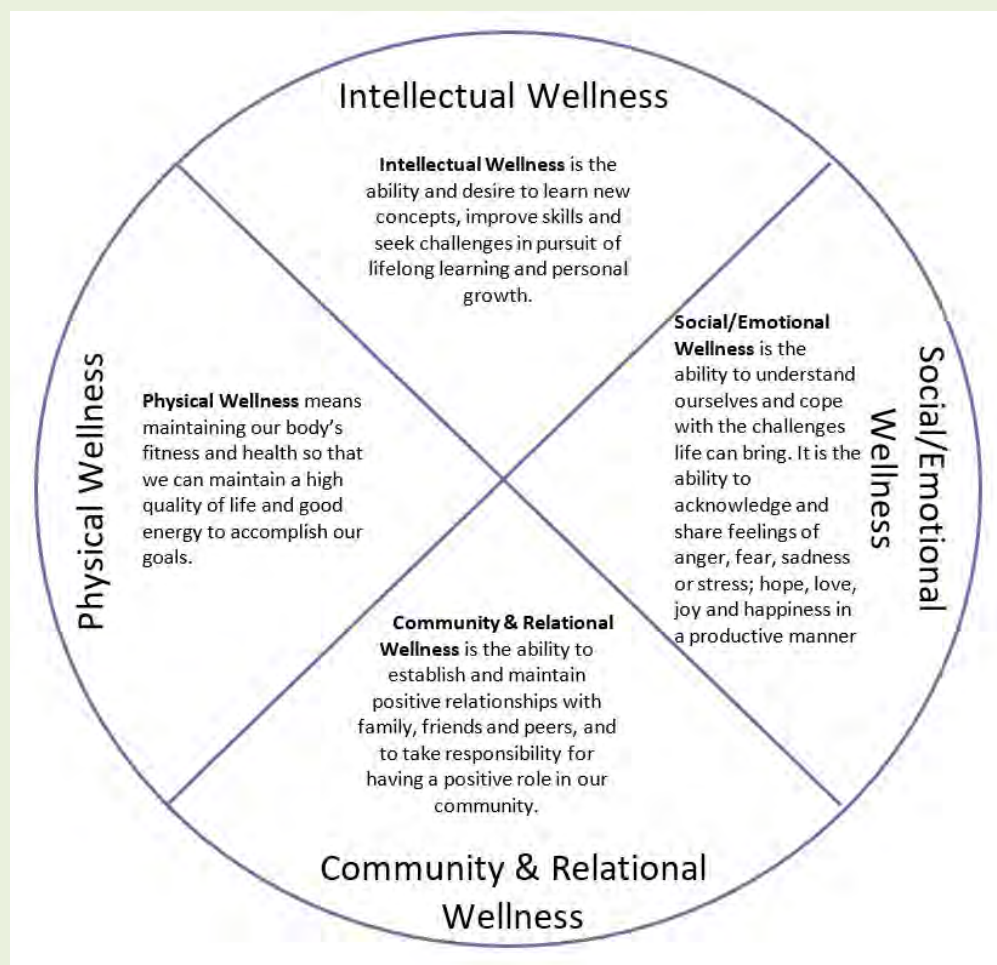 Intellectual Wellness
Intellectual Wellness is the
ability and desire to learn new
concepts, improve skills and
seek challenges in pursuit of
lifelong learning and personal
growth.
Physical Wellness
Physical Wellness means
maintaining our body's
fitness and health so that
we can maintain a high
quality of life and good
energy to accomplish our
goals.
Social/Emotional
Wellness is the
ability to understand
ourselves and cope
with the challenges
life can bring. It is the
ability to
acknowledge and
share feelings of
anger, fear, sadness
or stress; hope, love,
joy and happiness in
a productive manner
Social/Emotional
Wellness
Community & Relational
Wellness is the ability to
establish and maintain
positive relationships with
family, friends and peers, and
to take responsibility for
having a positive role in our
community.
Community & Relational
Wellness